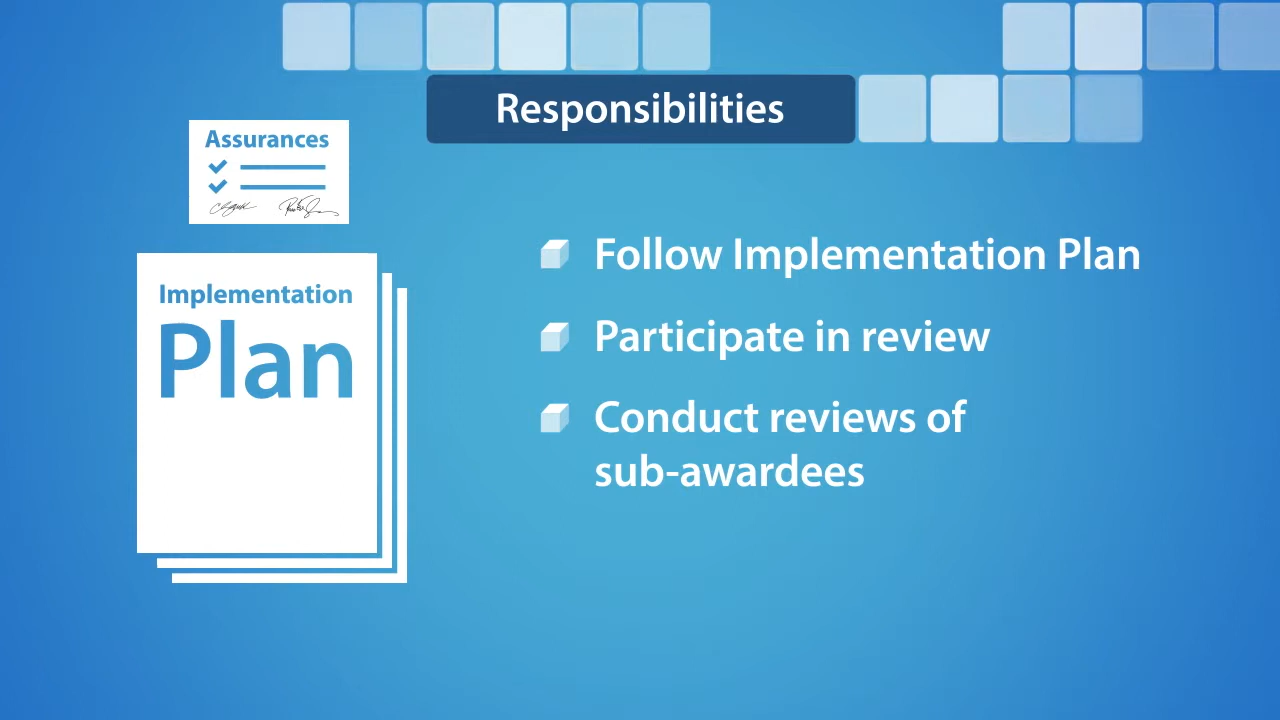 Responsibilities
Assurances
Implementation
Plan
Follow Implementation Plan
Participate in review
Conduct reviews of
sub-awardees